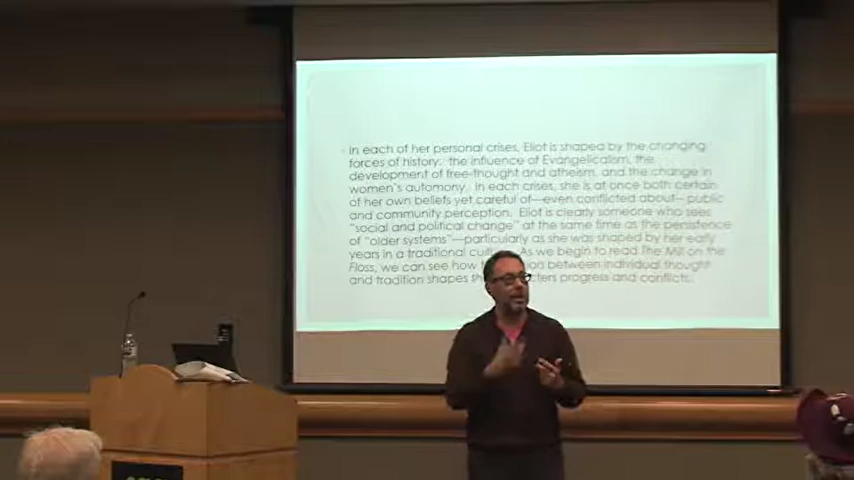 In each of her personal crises, Eliot is shaped by the changing
forces of history: the influence of Evangelicalism, the
development of free-thought and atheism, and the change in
women's automony. In each crisis, she is at once both certain
of her own beliefs yet careful of—even conflicted about— public
and community perception. Eliot is clearly someone who sees
"social and political change" at the same time as the persistence
of "older systems"—particularly as she was shaped by her early
years in a traditional As we begin to read The Mill on the
Floss, we can see how between individual thought
and tradition shapes progress and conflict.